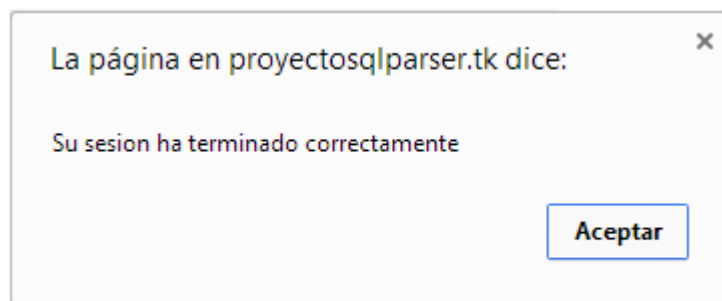 La página en proyectosqlparser.tk dice:
Su sesion ha terminado correctamente
Aceptar